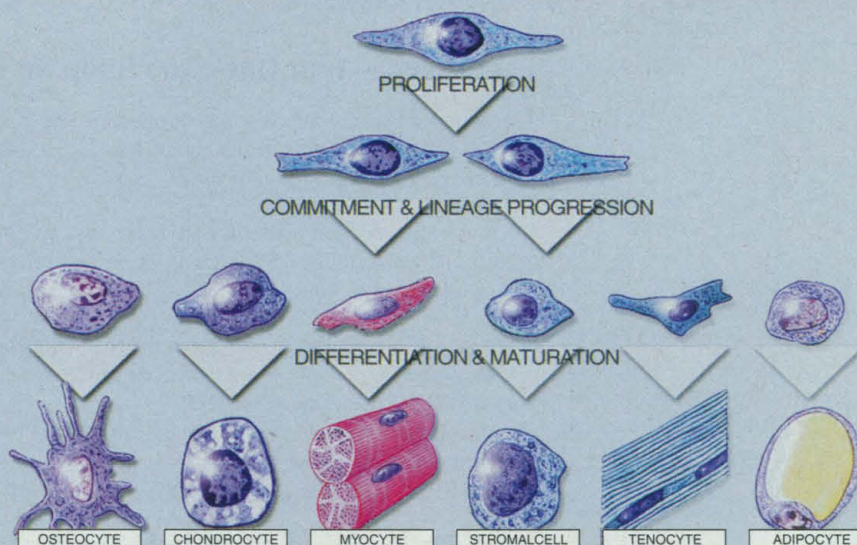 PROLIFERATION
COMMITMENT & LINEAGE PROGRESSION
DIFFERENTIATION & MATURATION
OSTEOCYTE CHONDROCYTE MYOCYTE STROMALCELL TENOCYTE ADIPOCYTE